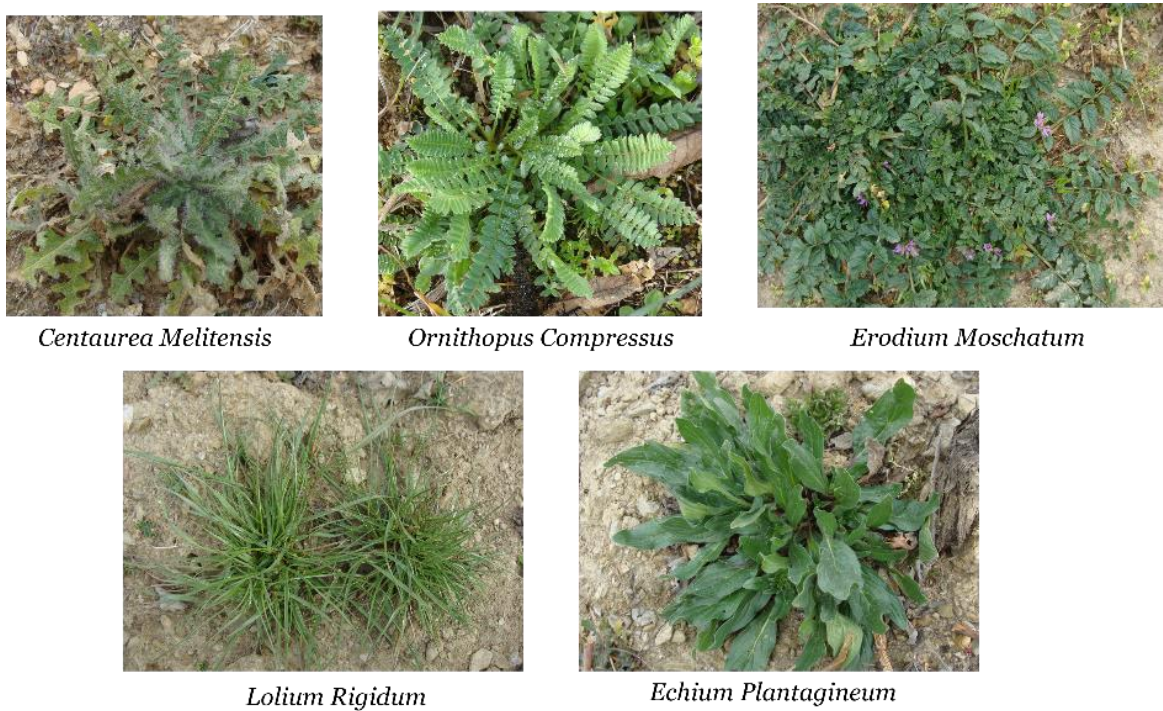 Centaurea Melitensis
Ornithopus Compressus
Erodium Moschatum
Lolium Rigidum
Echium Plantagineum